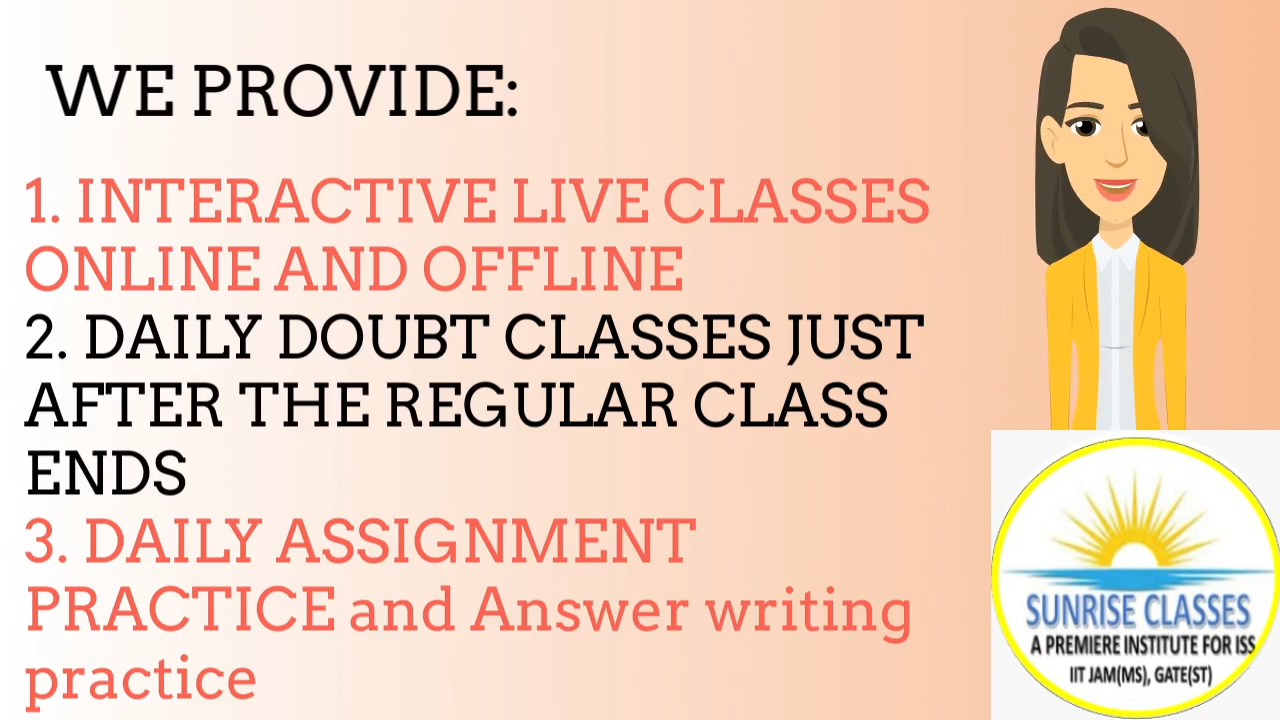 WE PROVIDE:
1. INTERACTIVE LIVE CLASSES
ONLINE AND OFFLINE
2. DAILY DOUBT CLASSES JUST
AFTER THE REGULAR CLASS
ENDS
3. DAILY ASSIGNMENT
PRACTICE and Answer writing
practice
SUNRISE CLASSES
A PREMIERE INSTITUTE FOR ISS
IIT JAM(MS), GATE(ST)